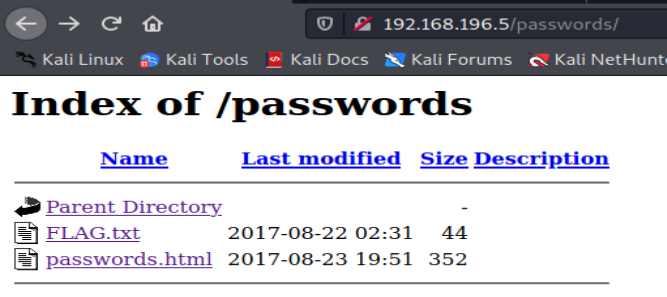 192.168.196.5/passwords/
Kali Linux Kali Tools Kali Docs Kali Forums Kali NetHunt
Index of /passwords
Name Last modified Size Description
Parent Directory -
FLAG.txt 2017-08-22 02:31 44
passwords.html 2017-08-23 19:51 352